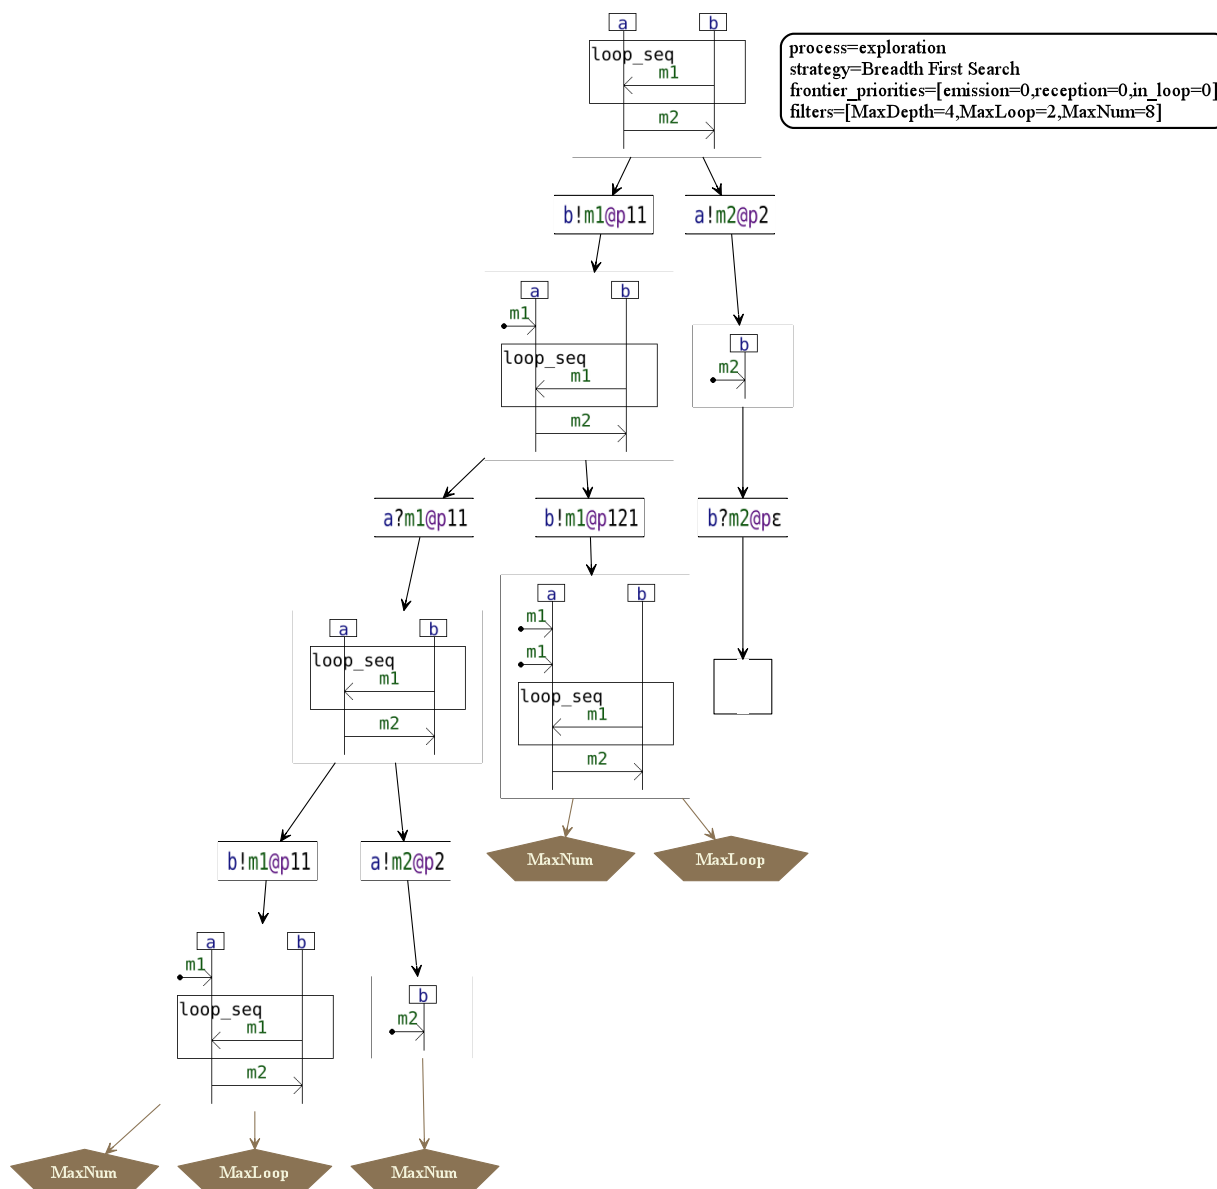 a b
loop_seq
m1
m2
process=exploration
strategy=Breadth First Search
frontier_priorities=[emission=0,reception=0,in_loop=0]
filters=[MaxDepth=4,MaxLoop=2,MaxNum=8]
b!m1@p11 a!m2@p2
a b
m1
loop_seq
m1
m2
b
m2
a?m1@p11 b!m1@p121 b?m2@pε
a b
loop_seq
m1
m2
a b
m1
m1
loop_seq
m1
m2
b!m1@p11 a!m2@p2 MaxNum MaxLoop
a b
m1
loop_seq
m1
m2
b
m2
MaxNum MaxLoop MaxNum